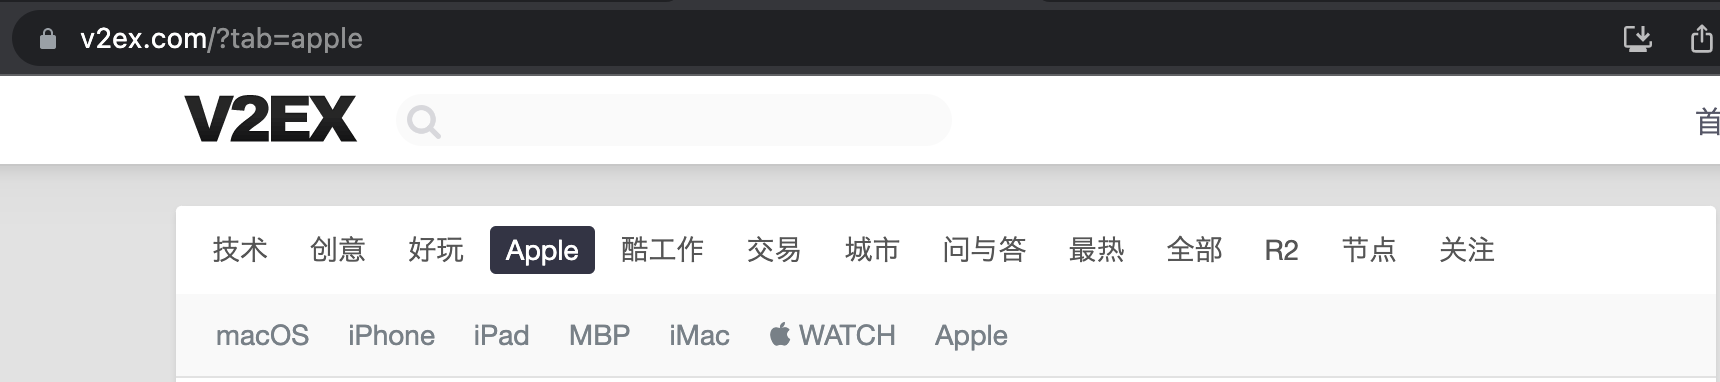 v2ex.com/?tab=apple
V2EX
首
技术 创意 好玩 Apple 酷工作 交易 城市 问与答 最热 全部 R2 节点 关注
macOS iPhone iPad MBP iMac WATCH Apple